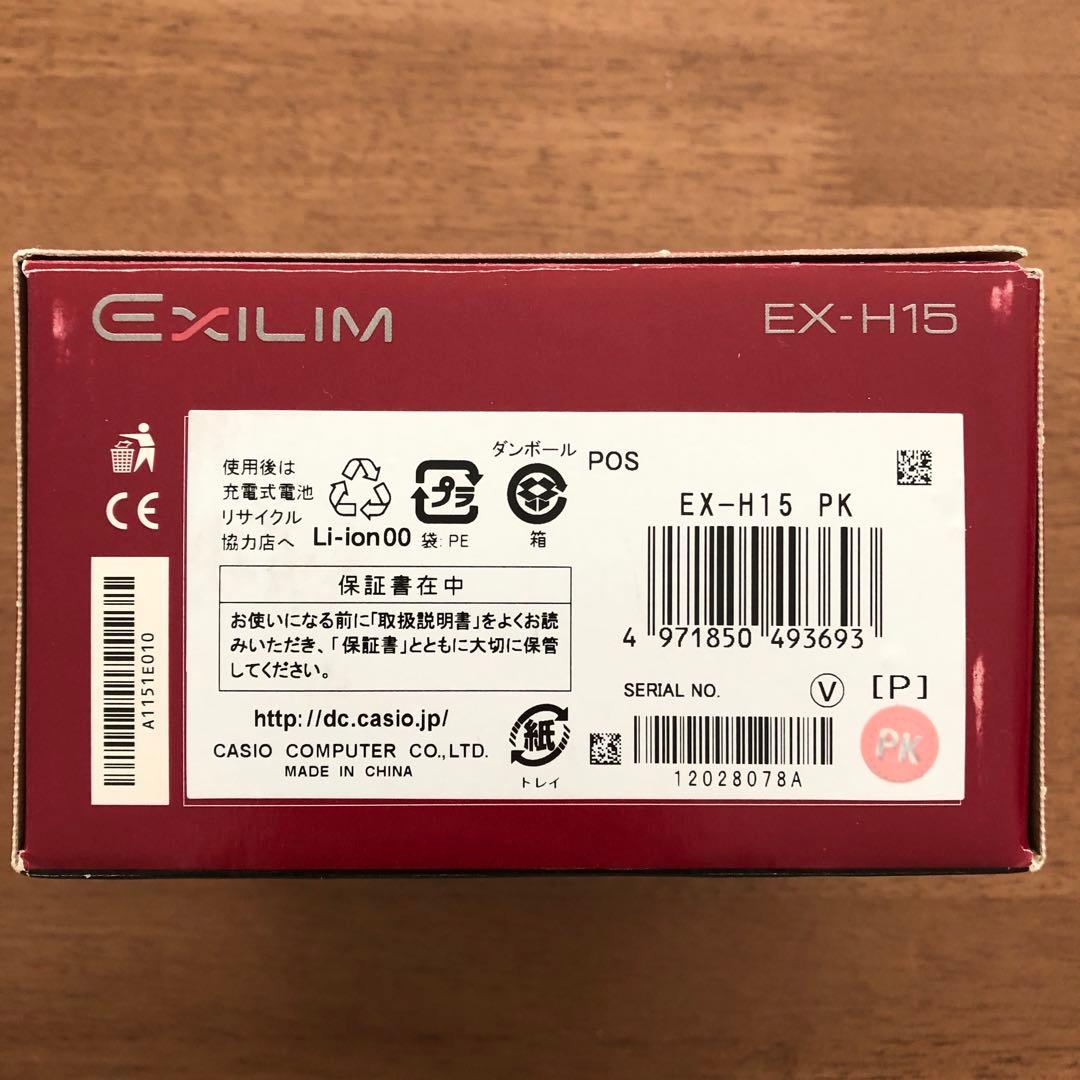 EXILIM
EX-H15
使用後は
充電式電池
リサイクル
協力店へ
Li-ion00
プラ
袋: PE
ダンボール
箱
POS
EX-H15 PK
4 971850 493693
保証書在中
お使いになる前に「取扱説明書」をよくお読
みいただき、「保証書」とともに大切に保管
してください。
SERIAL NO.
V
[P]
http://dc.casio.jp/
CASIO COMPUTER CO.,LTD.
MADE IN CHINA
紙
トレイ
12028078A
PK
CE
A1151E010